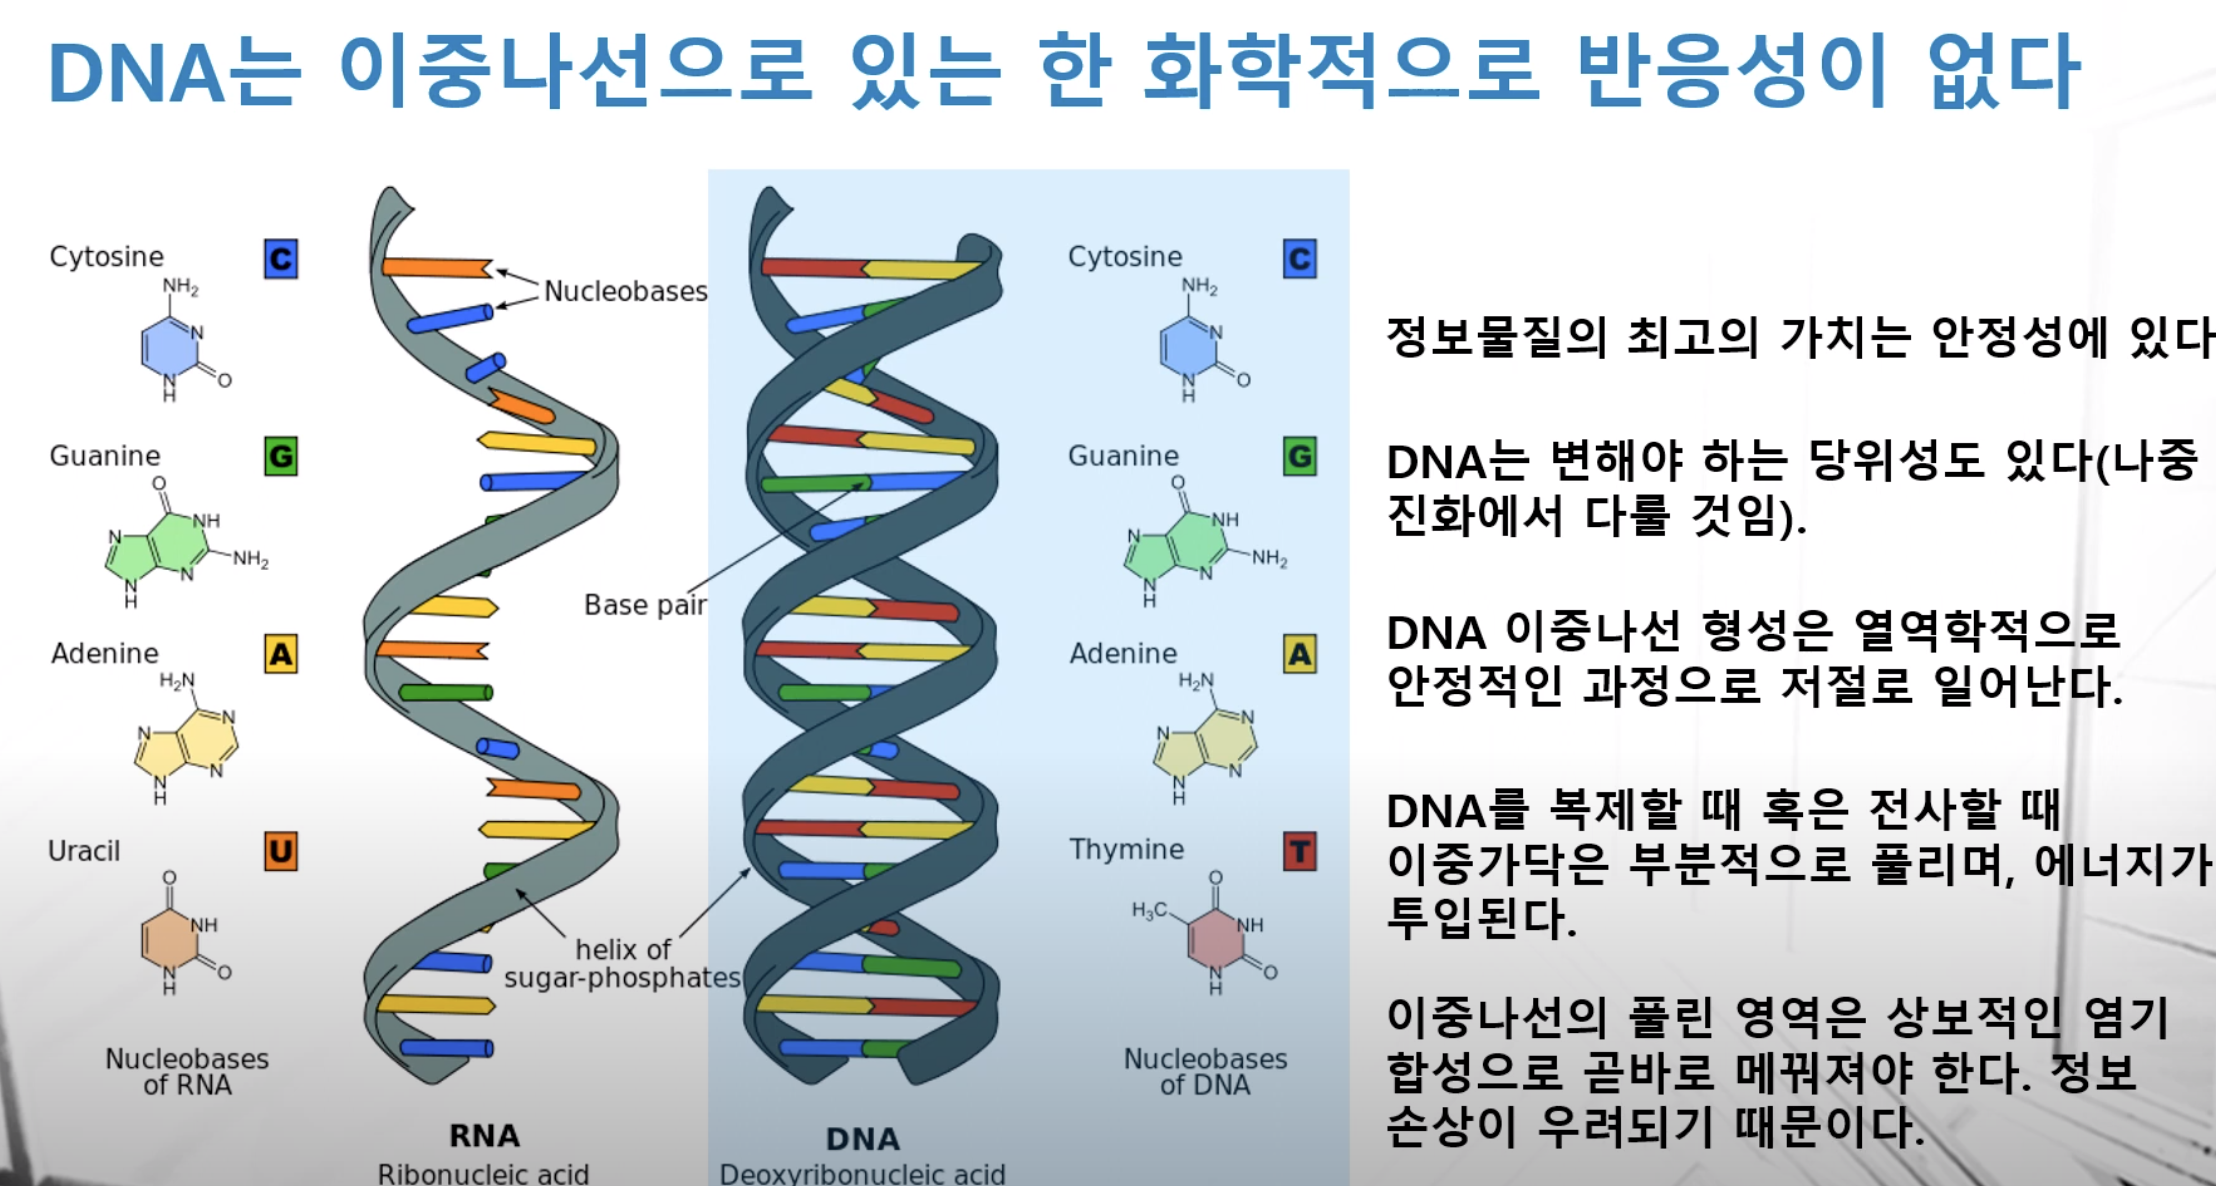 DNA는 이중나선으로 있는 한 화학적으로 반응성이 없다
Cytosine
C
NH₂
N
N
H
O
Guanine
G
O
N
NH
N
H
N
NH₂
Adenine
A
H₂N
N
N
N
H
N
Uracil
U
O
NH
N
H
O
Nucleobases
of RNA
Nucleobases
Base pair
helix of
sugar-phosphates
RNA
Ribonucleic acid
DNA
Deoxyribonucleic acid
Cytosine
C
NH₂
N
N
H
O
Guanine
G
O
N
NH
N
H
N
NH₂
Adenine
A
H₂N
N
N
N
H
N
Thymine
T
O
H₃C
NH
N
H
O
Nucleobases
of DNA
정보물질의 최고의 가치는 안정성에 있다
DNA는 변해야 하는 당위성도 있다(나중
진화에서 다룰 것임).
DNA 이중나선 형성은 열역학적으로
안정적인 과정으로 저절로 일어난다.
DNA를 복제할 때 혹은 전사할 때
이중가닥은 부분적으로 풀리며, 에너지가
투입된다.
이중나선의 풀린 영역은 상보적인 염기
합성으로 곧바로 메꿔져야 한다. 정보
손상이 우려되기 때문이다.